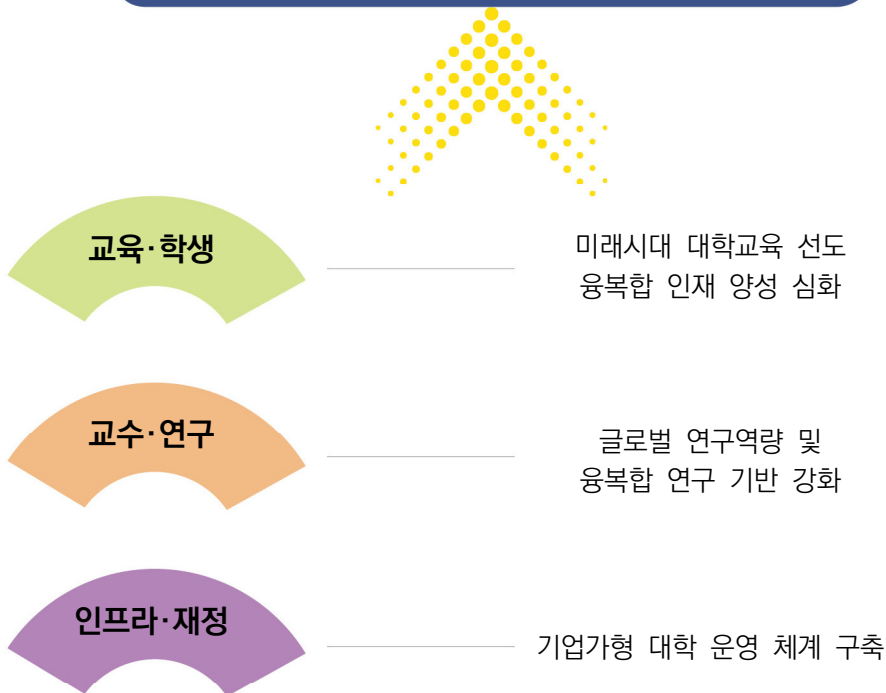 교육·학생
미래시대 대학교육 선도
융복합 인재 양성 심화
교수·연구
글로벌 연구역량 및
융복합 연구 기반 강화
인프라·재정
기업가형 대학 운영 체계 구축